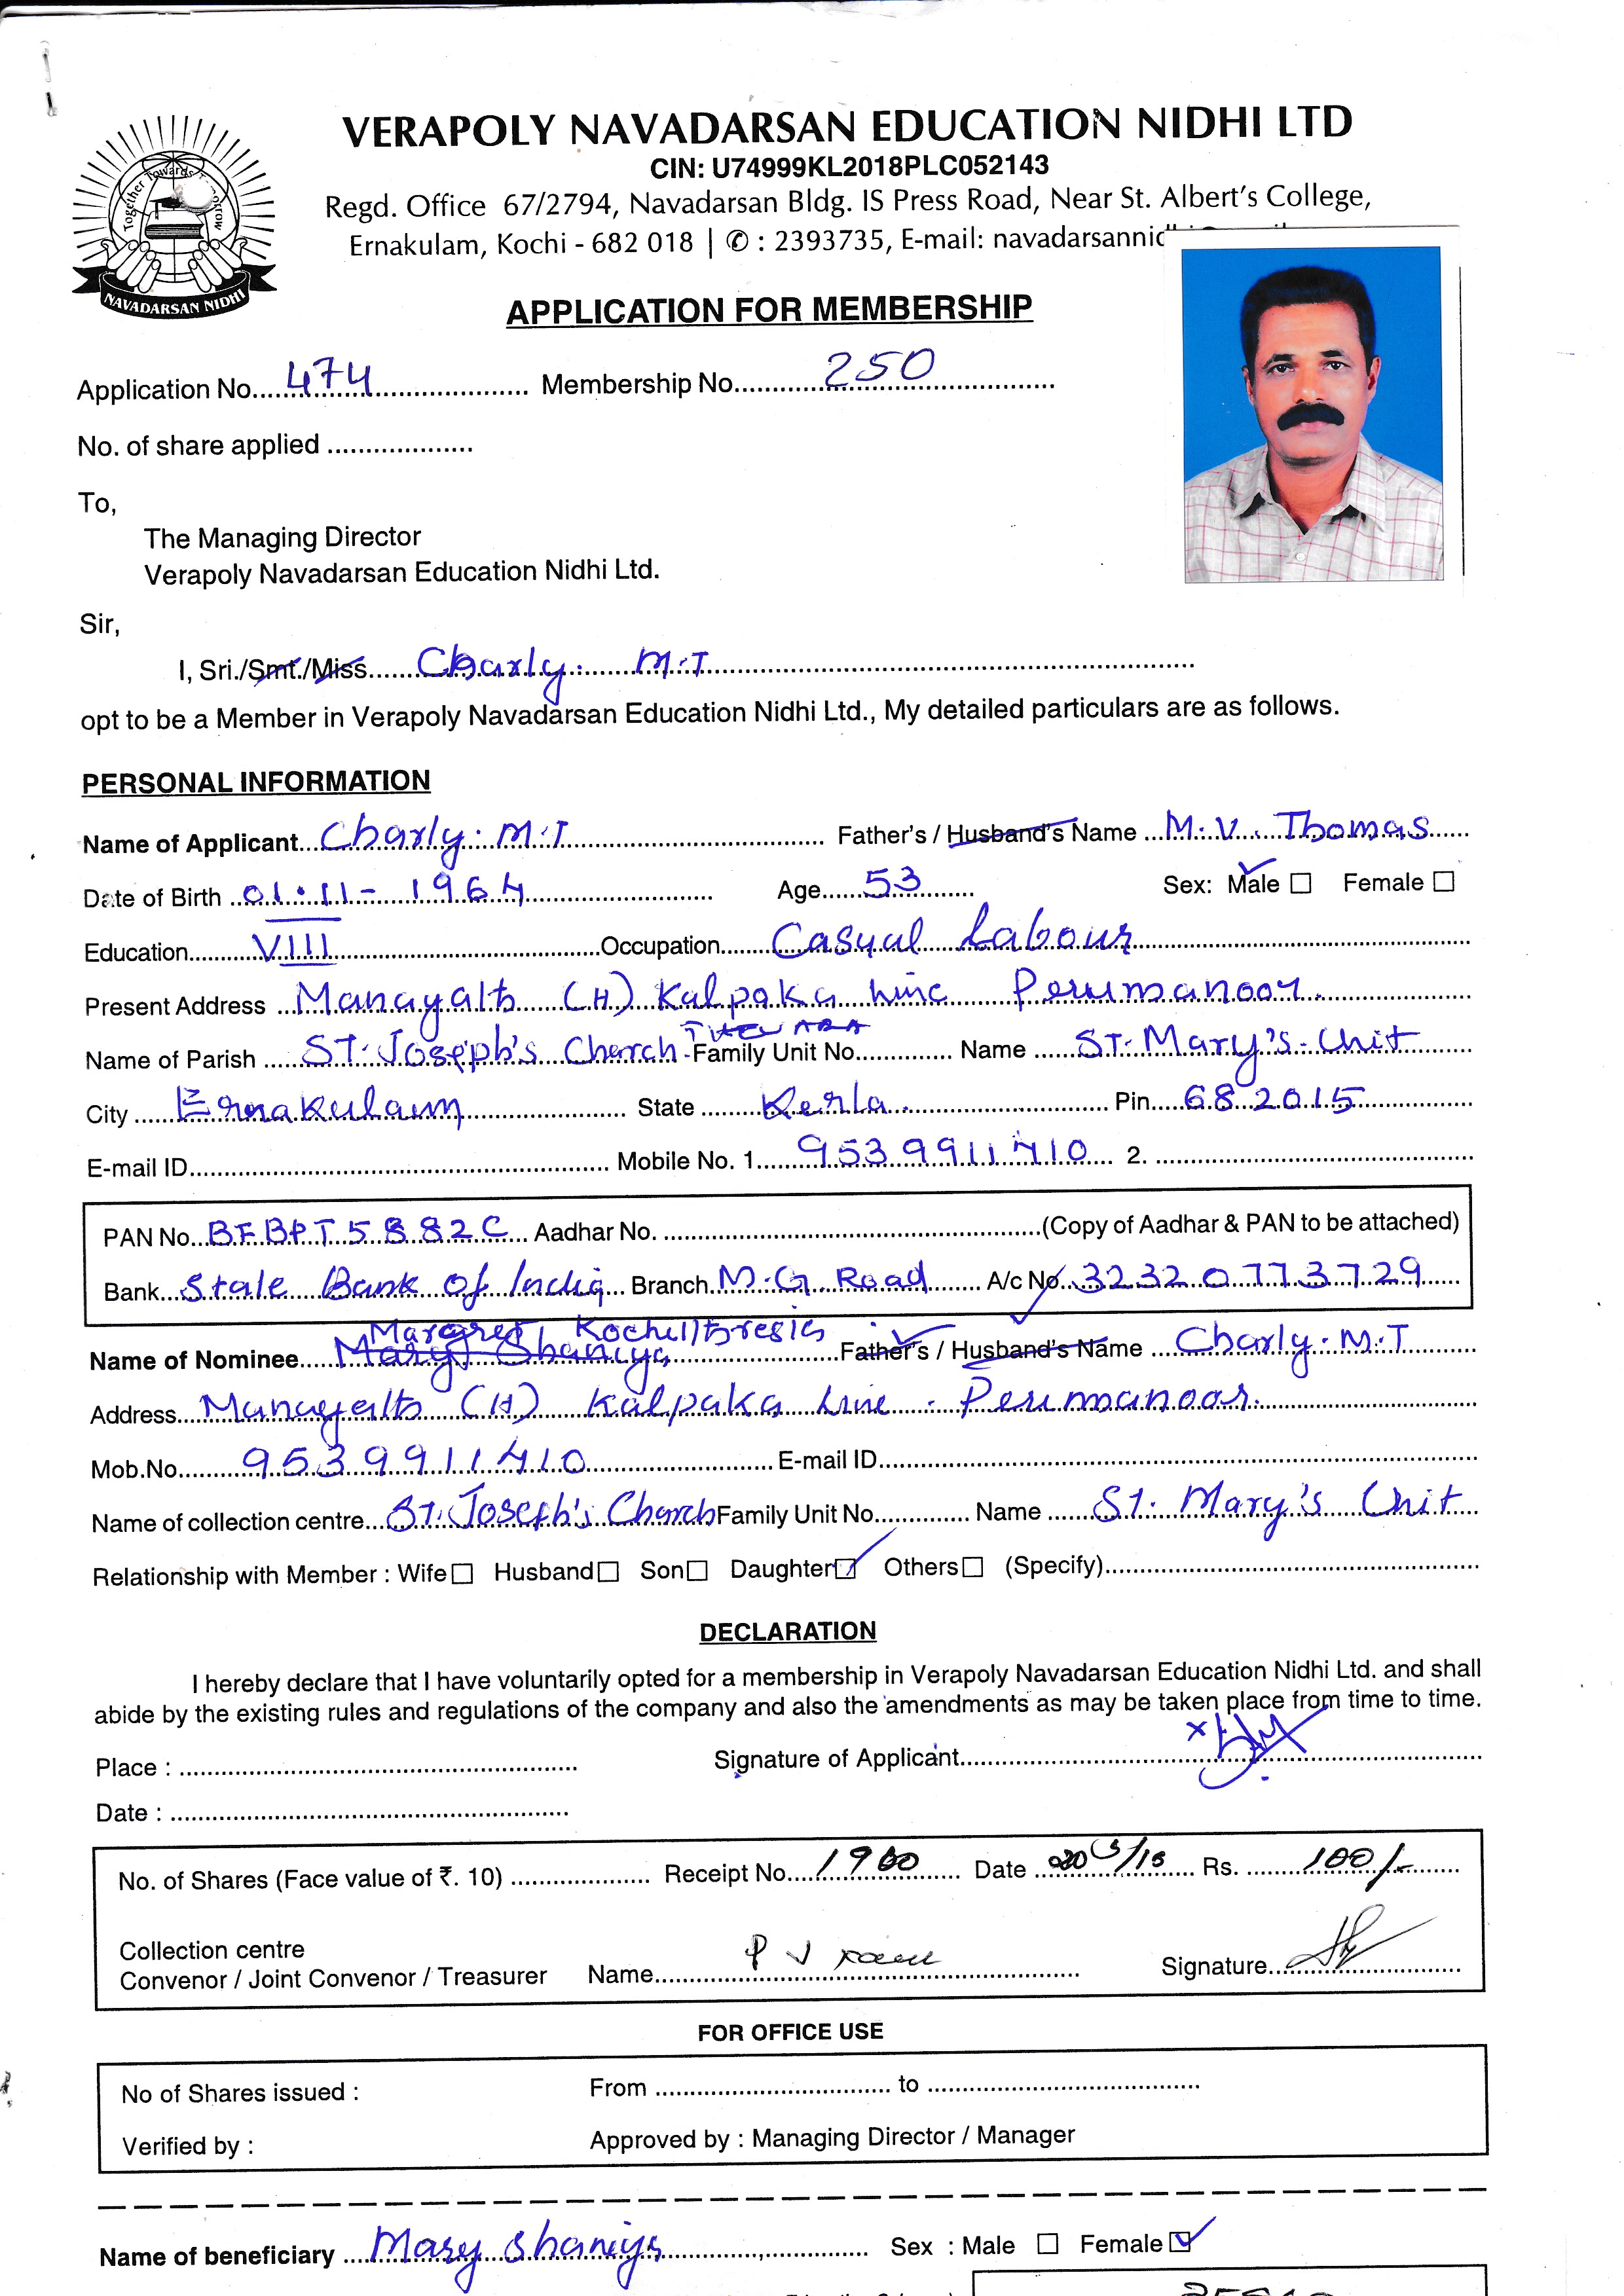 VERAPOLY NAVADARSAN EDUCATION NIDHI LTD
CIN: U74999KL2018PLC052143
Regd. Office 67/2794, Navadarsan Bldg. IS Press Road, Near St. Albert's College,
Ernakulam, Kochi - 682 018 | ✆ : 2393735, E-mail:
Together Towards
NAVADARSAN NIDHI
APPLICATION FOR MEMBERSHIP
Application No. 474 Membership No. 250
No. of share applied
To,
The Managing Director
Verapoly Navadarsan Education Nidhi Ltd.
Sir,
I, Sri./Smt./Miss Charly. M.T
opt to be a Member in Verapoly Navadarsan Education Nidhi Ltd., My detailed particulars are as follows.
PERSONAL INFORMATION
Name of Applicant Charly. M.T Father's / Husband's Name M.V. Thomas
Date of Birth 01.11-1964 Age 53 Sex: Male ☐ Female ☐
Education VIII Occupation Casual Labour
Present Address (H) Kalpaka Line Perumanoor.
Name of Parish ST. Joseph's Church THEVARA Family Unit No. Name ST. Mary's. Unit
City Ernakulam State Kerla. Pin 682015
E-mail ID Mobile No. 1. 9539911410 2.
PAN No. BFBPT5882C Aadhar No. (Copy of Aadhar & PAN to be attached)
Bank State Bank of India Branch M.G. Road A/c No. 32320773729
Name of Nominee Mary Shaniya Margret Father's / Husband's Name Charly. M.T
Address (H) Kalpaka Line. Perumanoor.
Mob.No. 9539911410 E-mail ID
Name of collection centre ST. Joseph's Church Family Unit No. Name ST. Mary's Unit
Relationship with Member : Wife ☐ Husband ☐ Son ☐ Daughter ☑ Others ☐ (Specify)
DECLARATION
I hereby declare that I have voluntarily opted for a membership in Verapoly Navadarsan Education Nidhi Ltd. and shall
abide by the existing rules and regulations of the company and also the amendments as may be taken place from time to time.
Place :
Signature of Applicant
Date :
No. of Shares (Face value of ₹. 10) Receipt No. Date Rs. 100/-
Collection centre
Convenor / Joint Convenor / Treasurer Name P J Signature
FOR OFFICE USE
No of Shares issued : From to
Verified by : Approved by : Managing Director / Manager
Name of beneficiary Mary Shaniya Sex : Male ☐ Female ☑